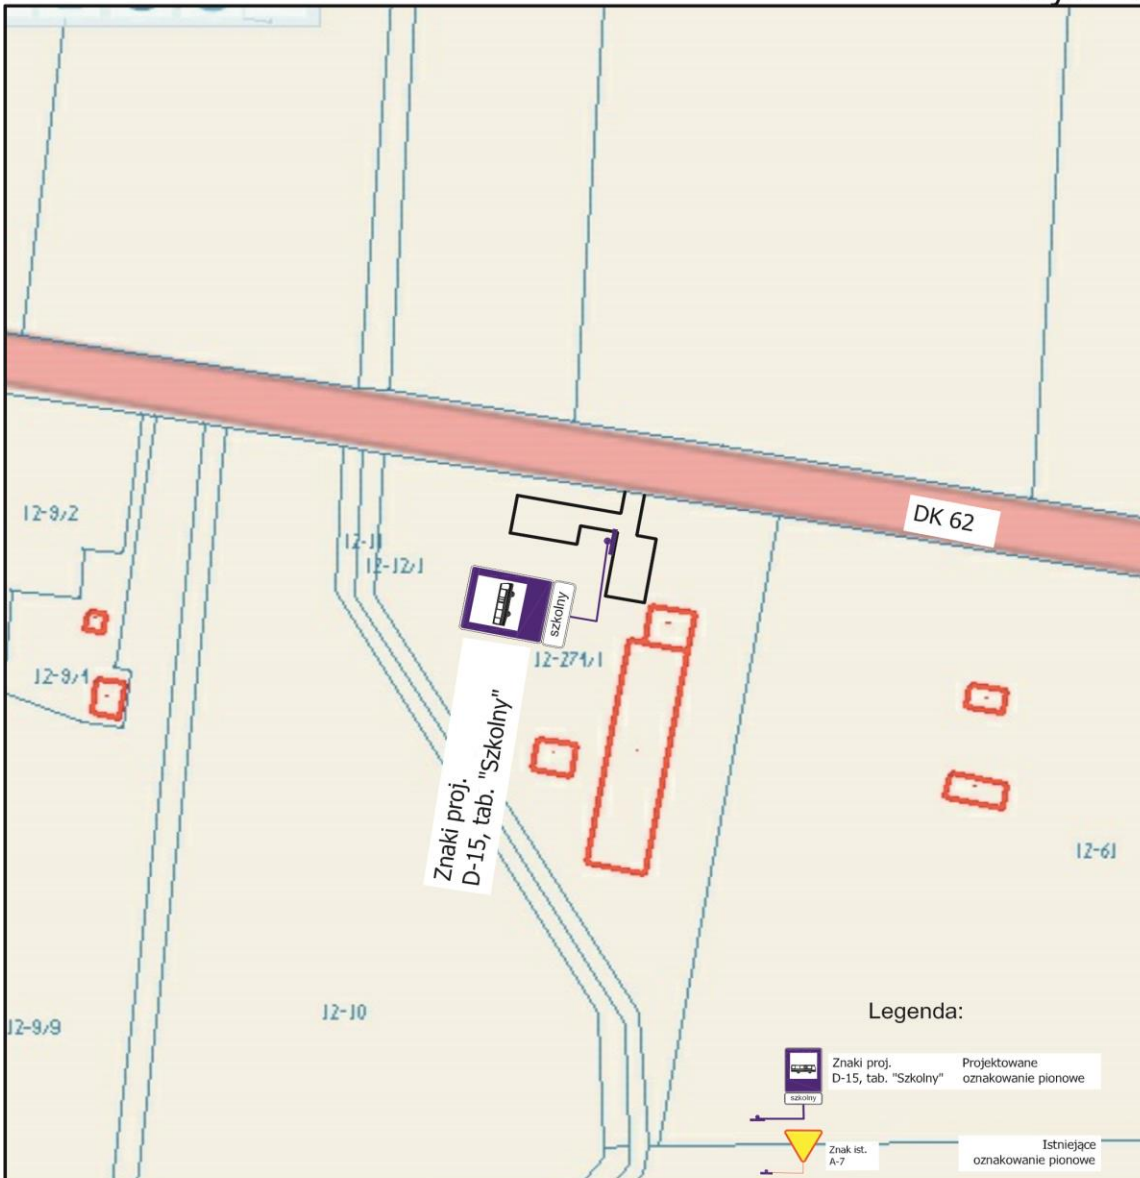 DK 62
12-9/2
12-11
12-12/1
szkolny
12-274/1
12-9/1
Znaki proj.
D-15, tab. "Szkolny"
12-61
12-10
12-9/9
Legenda:
Znaki proj.
D-15, tab. "Szkolny"
Projektowane
oznakowanie pionowe
szkolny
Znak ist.
A-7
Istniejące
oznakowanie pionowe